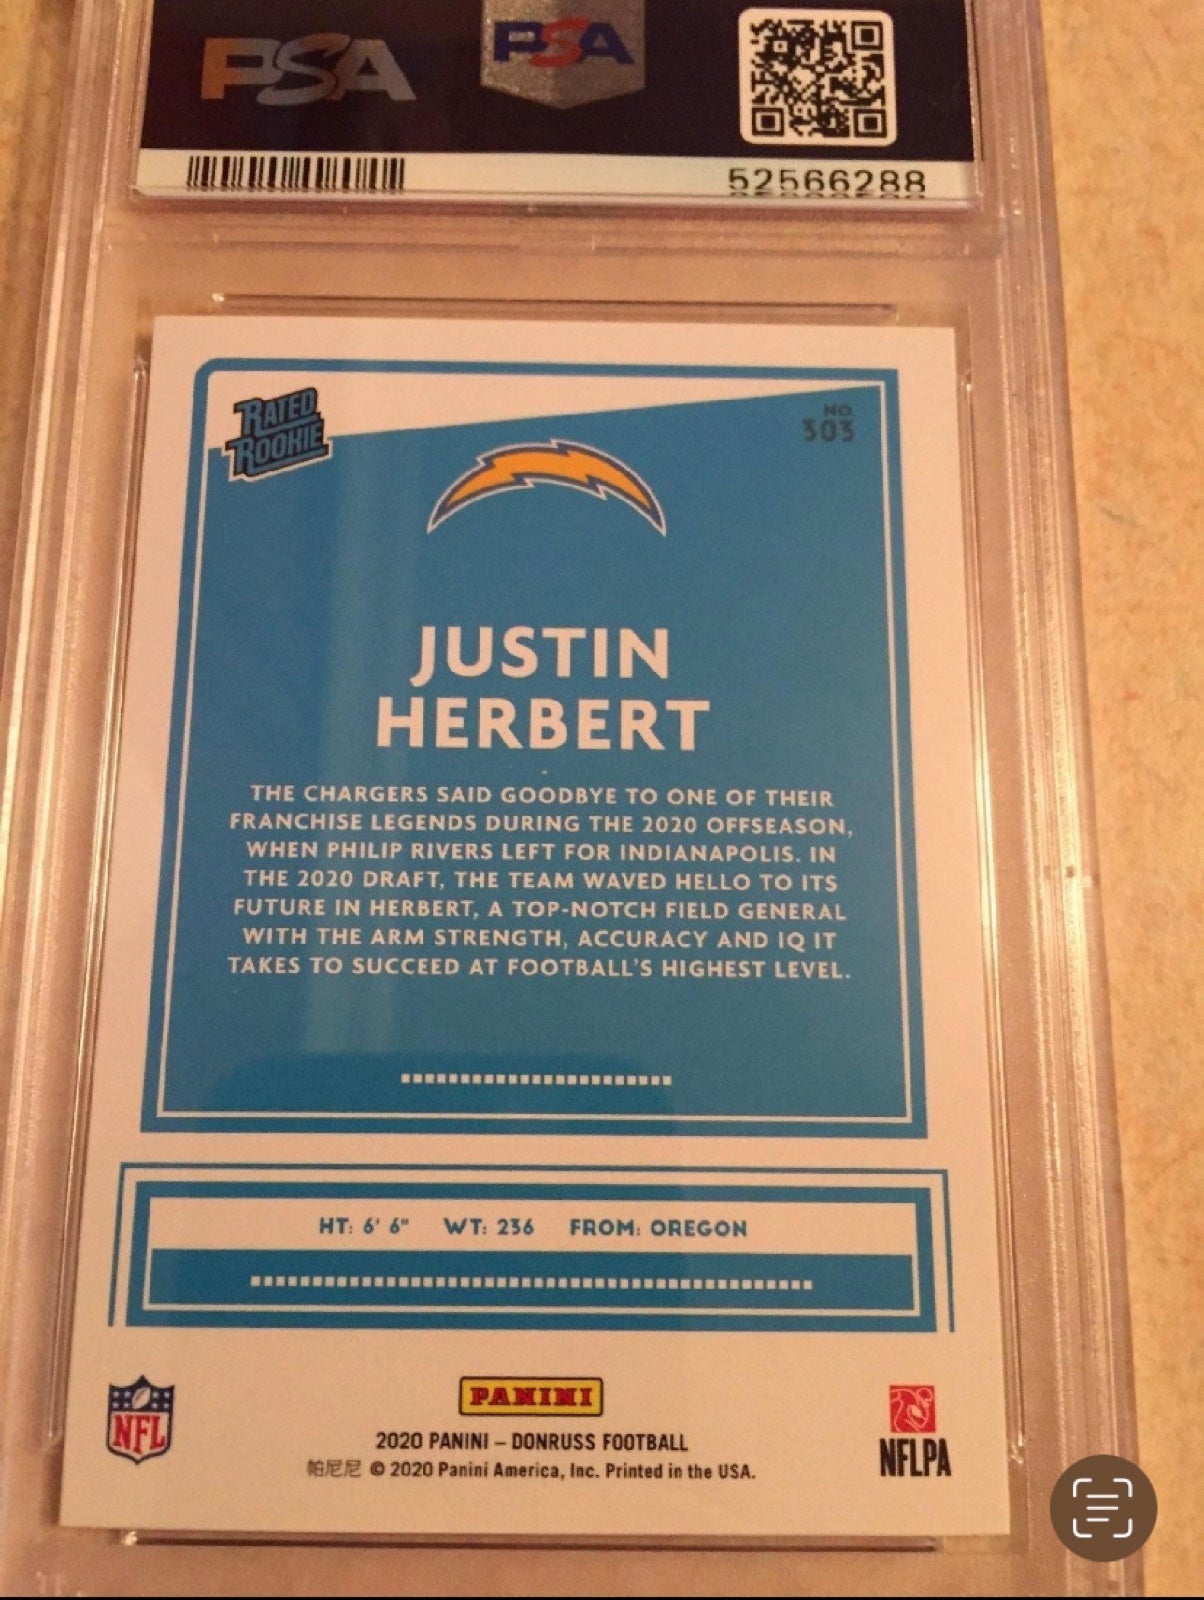 PSA PSA
52566288
RATED
ROOKIE
NO.
303
JUSTIN
HERBERT
THE CHARGERS SAID GOODBYE TO ONE OF THEIR
FRANCHISE LEGENDS DURING THE 2020 OFFSEASON,
WHEN PHILIP RIVERS LEFT FOR INDIANAPOLIS. IN
THE 2020 DRAFT, THE TEAM WAVED HELLO TO ITS
FUTURE IN HERBERT, A TOP-NOTCH FIELD GENERAL
WITH THE ARM STRENGTH, ACCURACY AND IQ IT
TAKES TO SUCCEED AT FOOTBALL'S HIGHEST LEVEL.
HT: 6' 6" WT: 236 FROM: OREGON
NFL
PANINI
2020 PANINI – DONRUSS FOOTBALL
帕尼尼 © 2020 Panini America, Inc. Printed in the USA.
NFLPA